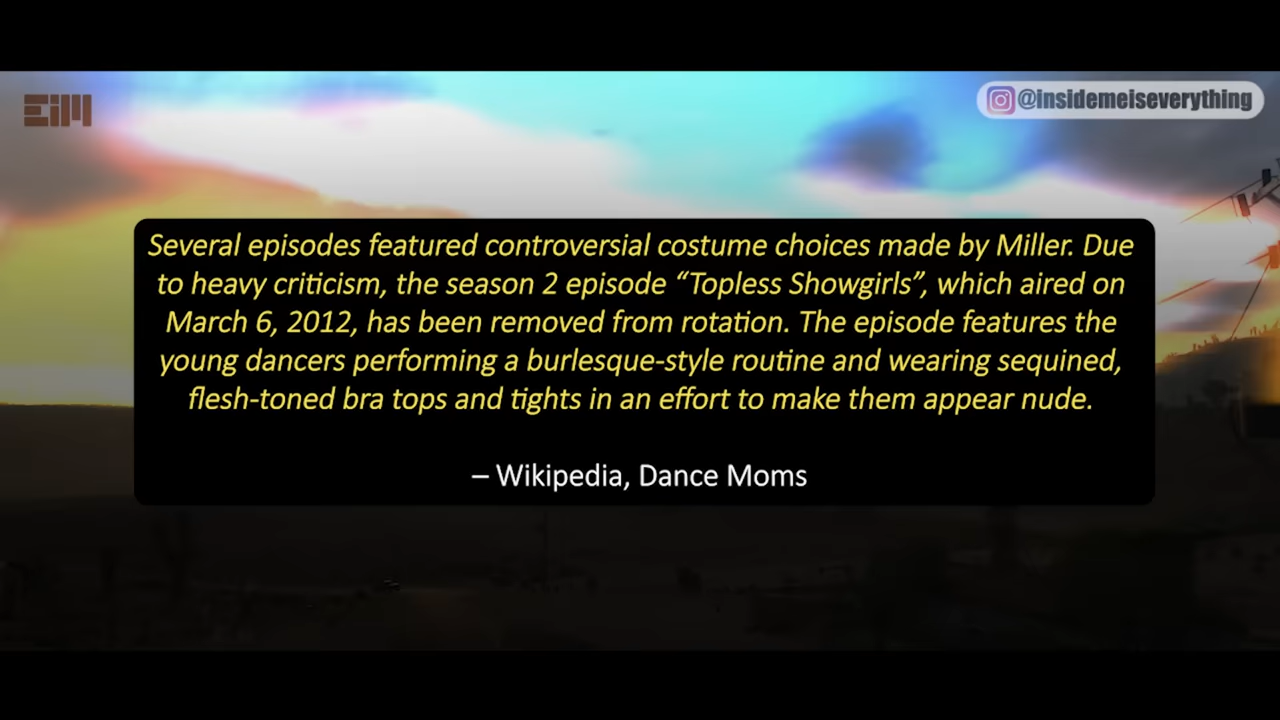 EiM
@insidemeiseverything
Several episodes featured controversial costume choices made by Miller. Due
to heavy criticism, the season 2 episode “Topless Showgirls”, which aired on
March 6, 2012, has been removed from rotation. The episode features the
young dancers performing a burlesque-style routine and wearing sequined,
flesh-toned bra tops and tights in an effort to make them appear nude.
– Wikipedia, Dance Moms